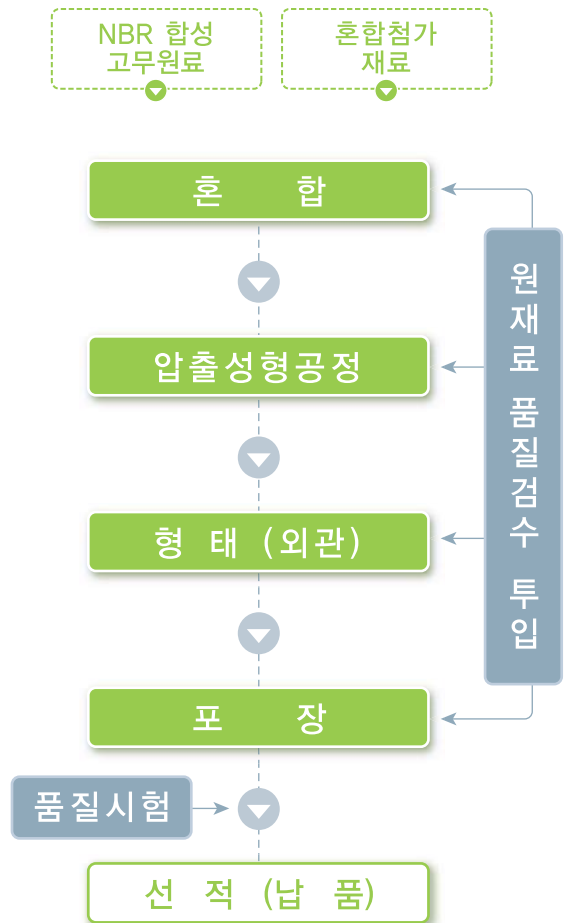 NBR 합성
고무원료
혼합첨가
재료
혼 합
압출성형공정
형 태 (외관)
포 장
원재료 품질검수 투입
품질시험
선 적 (납 품)